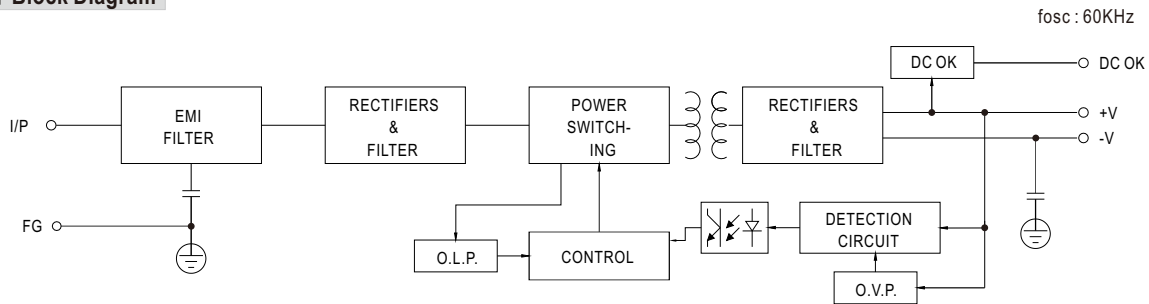 Block Diagram
fosc : 60KHz
DC OK
DC OK
I/P
EMI
FILTER
RECTIFIERS
&
FILTER
POWER
SWITCH-
ING
RECTIFIERS
&
FILTER
+V
-V
FG
O.L.P.
CONTROL
DETECTION
CIRCUIT
O.V.P.